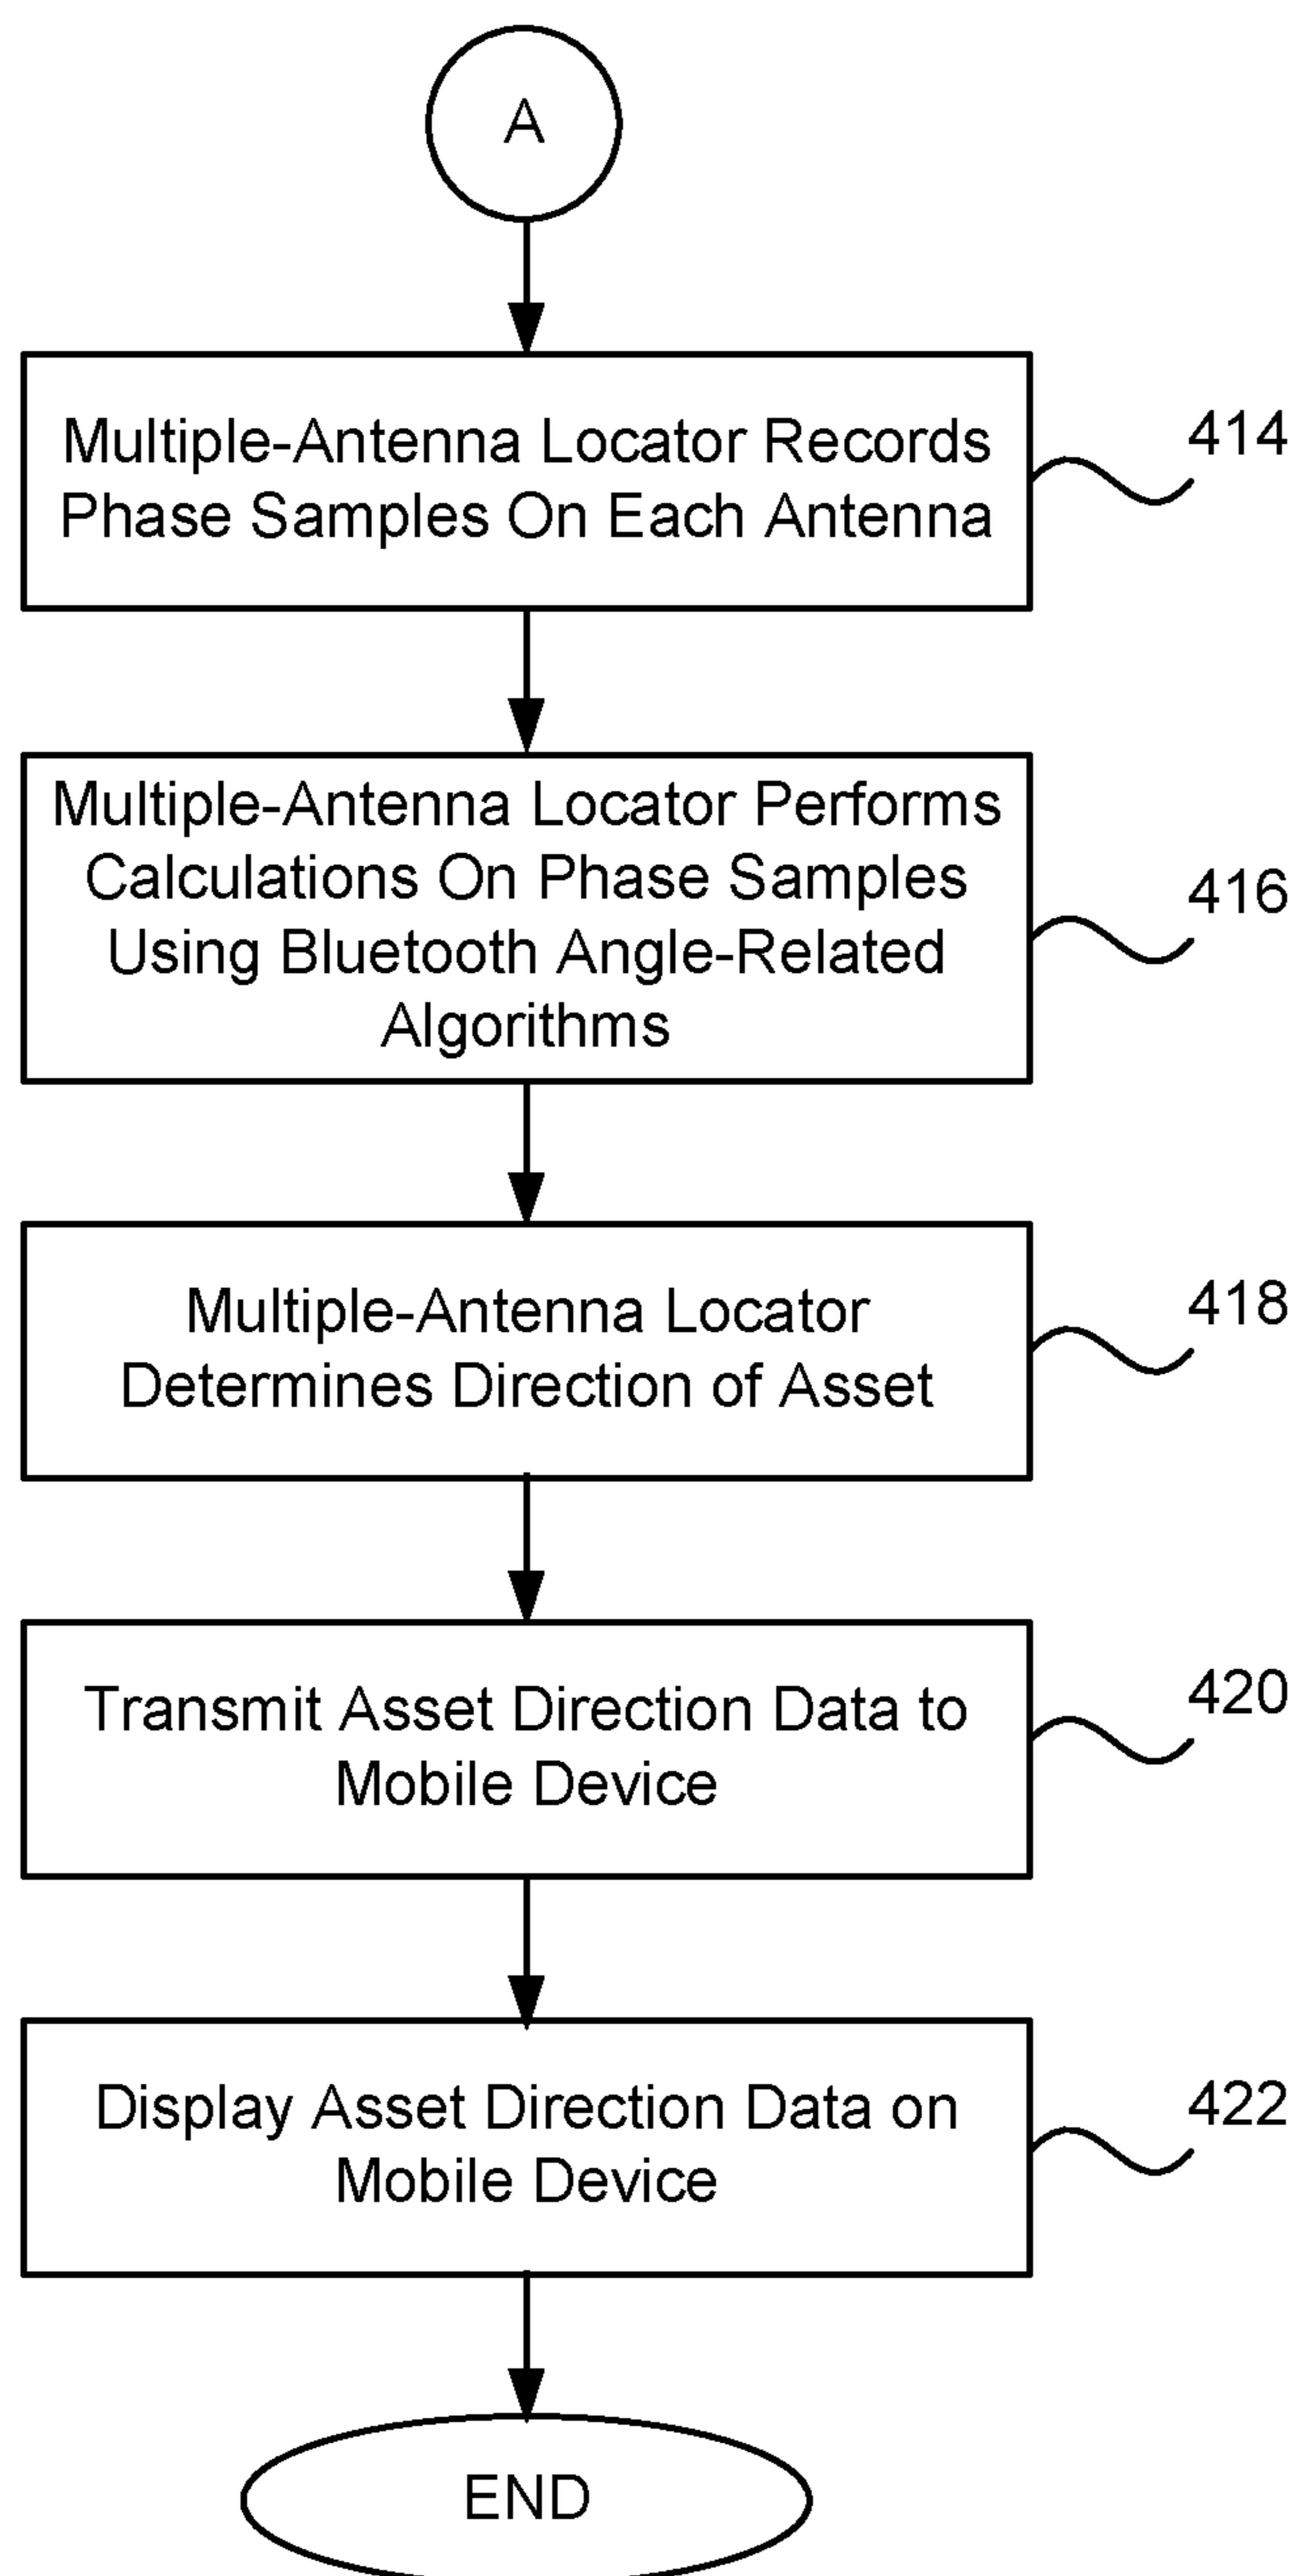 A
Multiple-Antenna Locator Records
Phase Samples On Each Antenna
414
Multiple-Antenna Locator Performs
Calculations On Phase Samples
Using Bluetooth Angle-Related
Algorithms
416
Multiple-Antenna Locator
Determines Direction of Asset
418
Transmit Asset Direction Data to
Mobile Device
420
Display Asset Direction Data on
Mobile Device
422
END